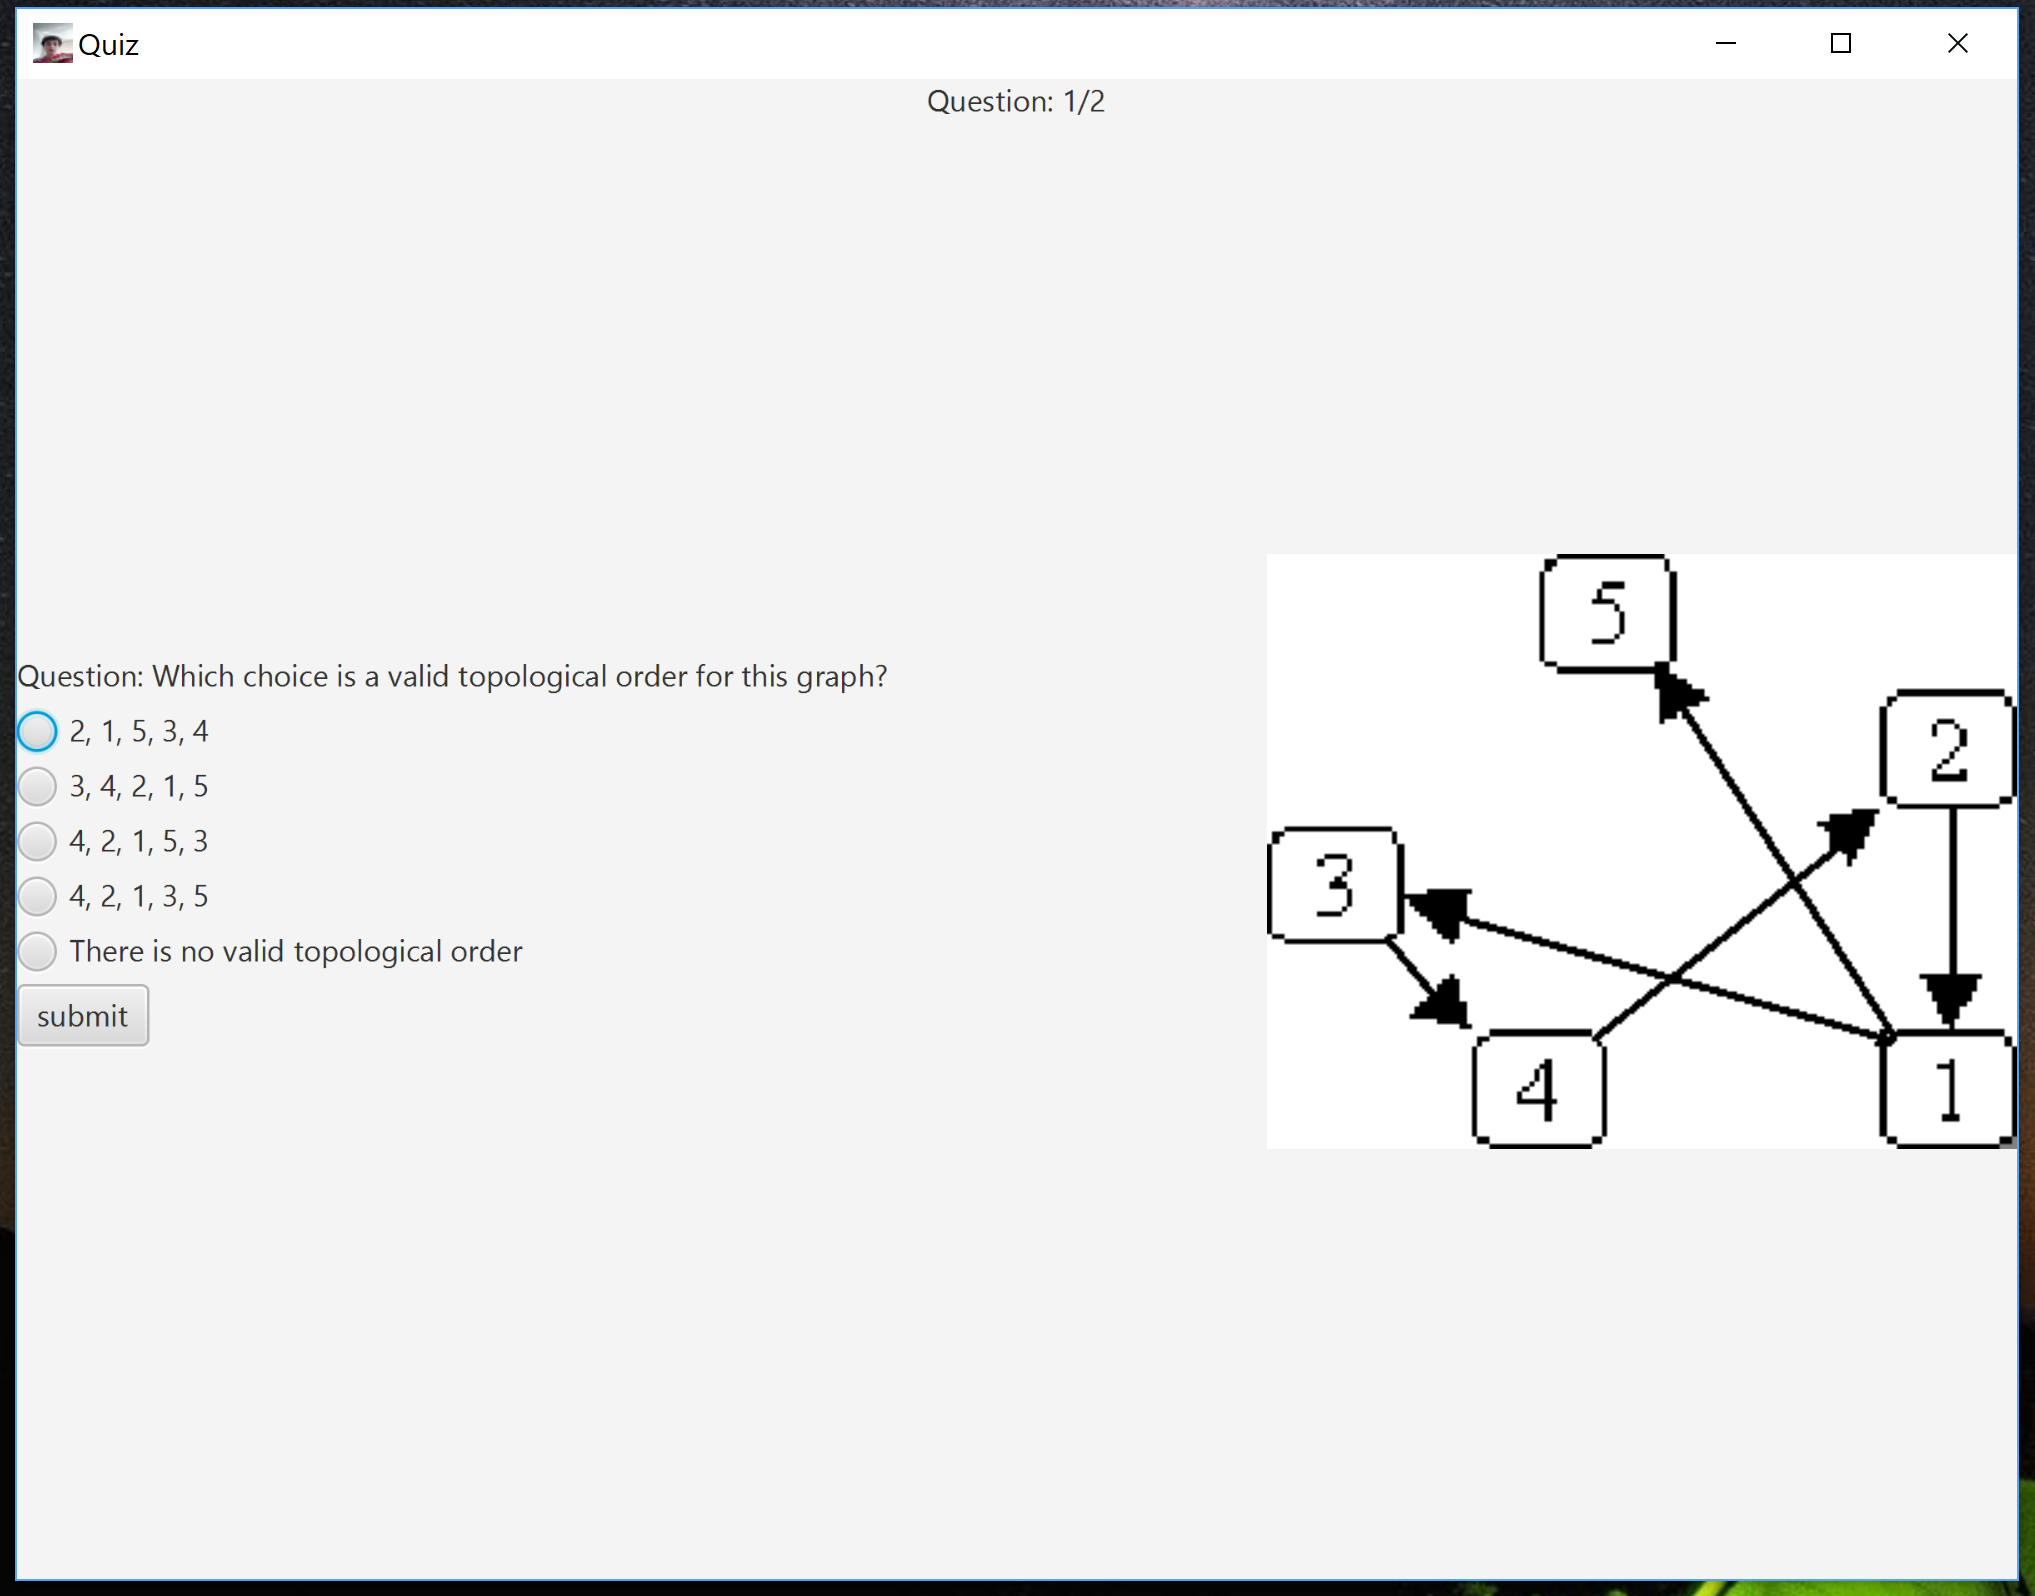 Quiz
Question: 1/2
Question: Which choice is a valid topological order for this graph?
2, 1, 5, 3, 4
3, 4, 2, 1, 5
4, 2, 1, 5, 3
4, 2, 1, 3, 5
There is no valid topological order
submit
5
2
3
4
1